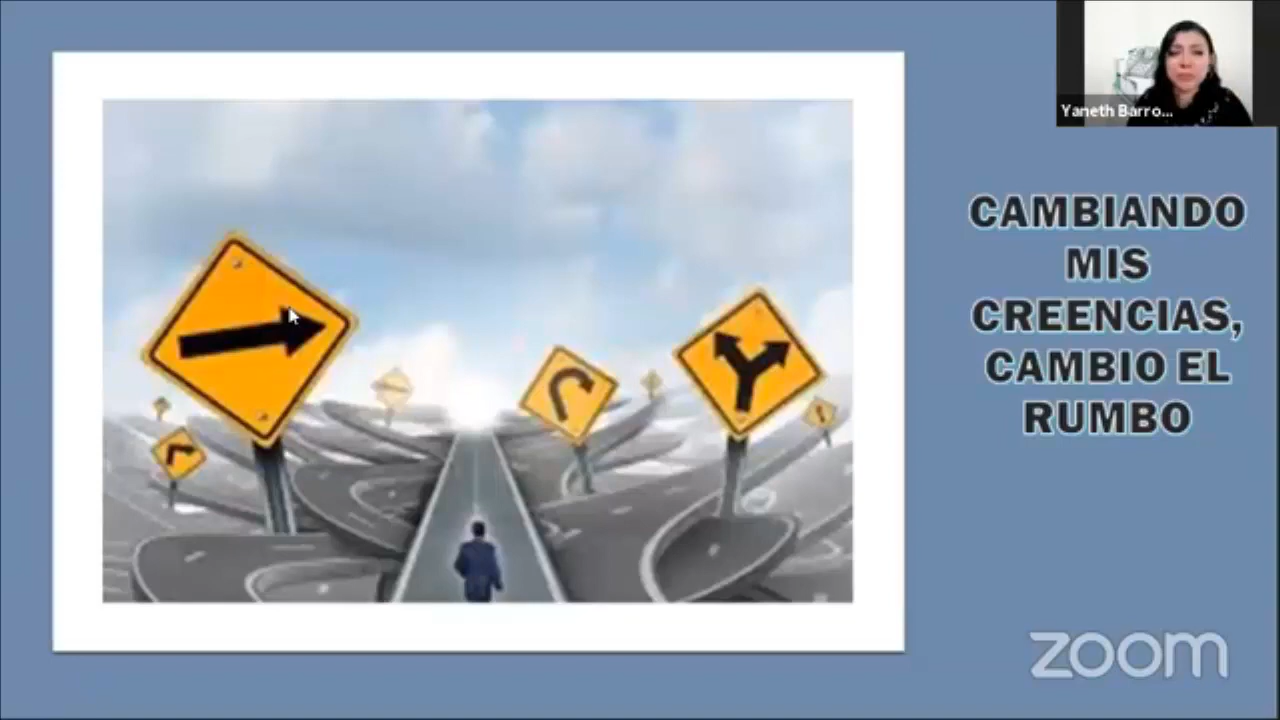 Yaneth Barro...
CAMBIANDO
MIS
CREENCIAS,
CAMBIO EL
RUMBO
zoom